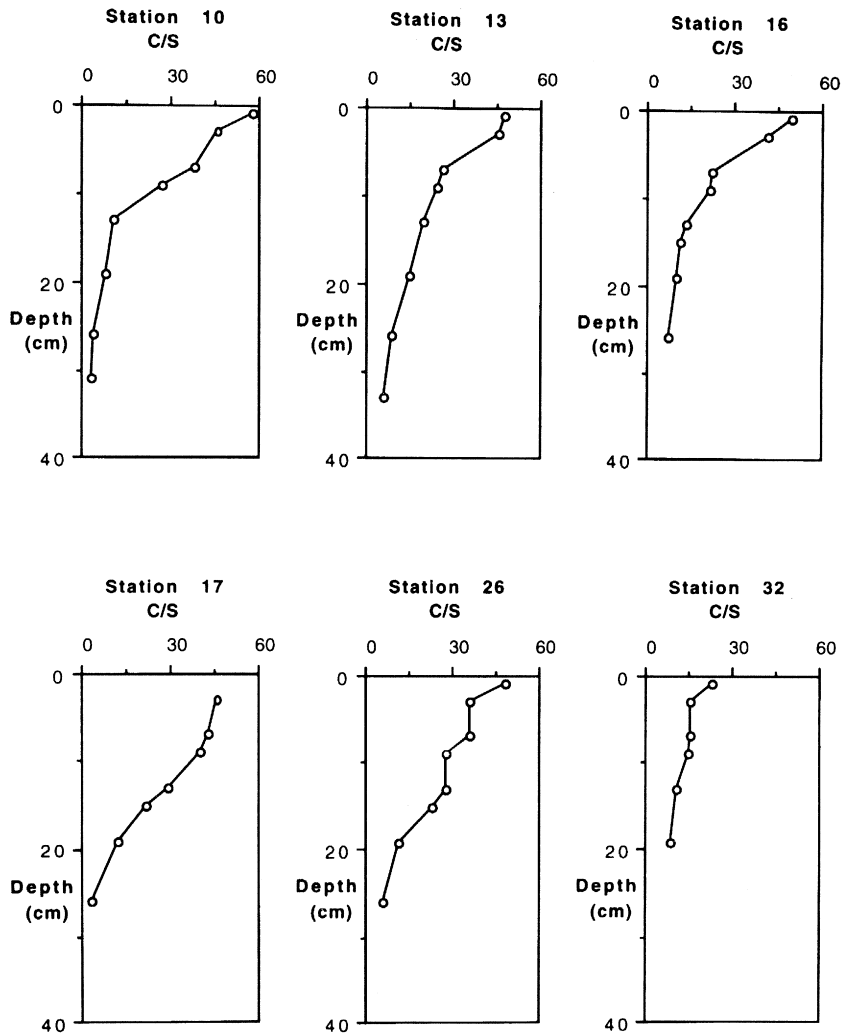 Station 10
C/S
0 30 60
0
20
Depth
(cm)
40
Station 13
C/S
0 30 60
0
20
Depth
(cm)
40
Station 16
C/S
0 30 60
0
20
Depth
(cm)
40
Station 17
C/S
0 30 60
0
20
Depth
(cm)
40
Station 26
C/S
0 30 60
0
20
Depth
(cm)
40
Station 32
C/S
0 30 60
0
20
Depth
(cm)
40